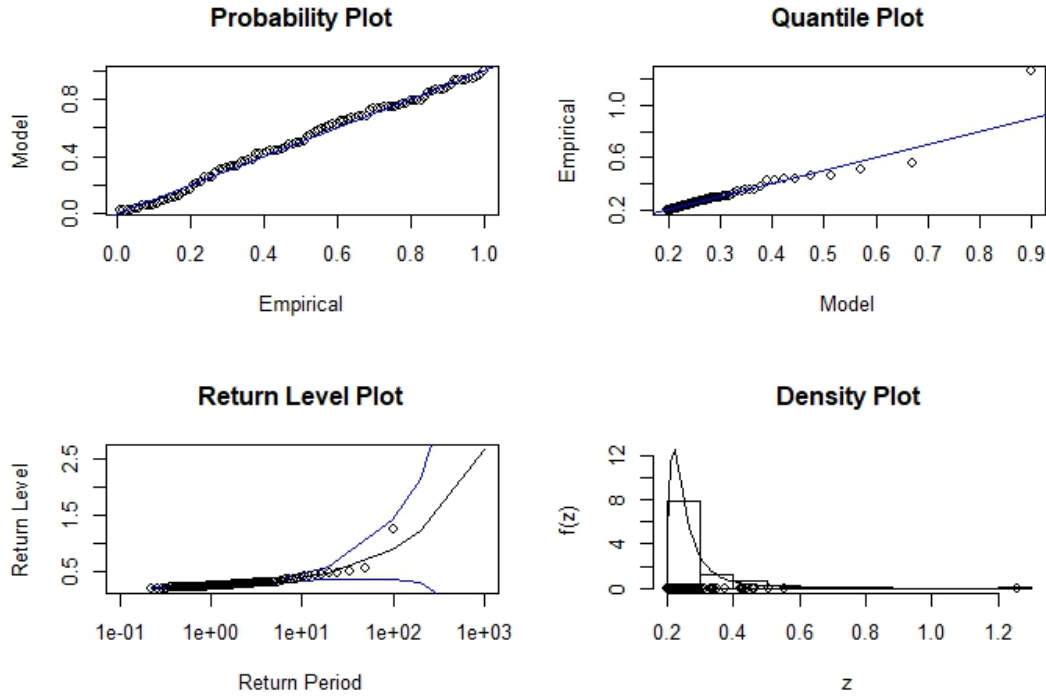 Probability Plot
Model
0.0 0.4 0.8
0.0 0.2 0.4 0.6 0.8 1.0
Empirical
Quantile Plot
Empirical
0.2 0.6 1.0
0.2 0.3 0.4 0.5 0.6 0.7 0.8 0.9
Model
Return Level Plot
Return Level
0.5 1.5 2.5
1e-01 1e+00 1e+01 1e+02 1e+03
Return Period
Density Plot
f(z)
0 4 8 12
0.2 0.4 0.6 0.8 1.0 1.2
z